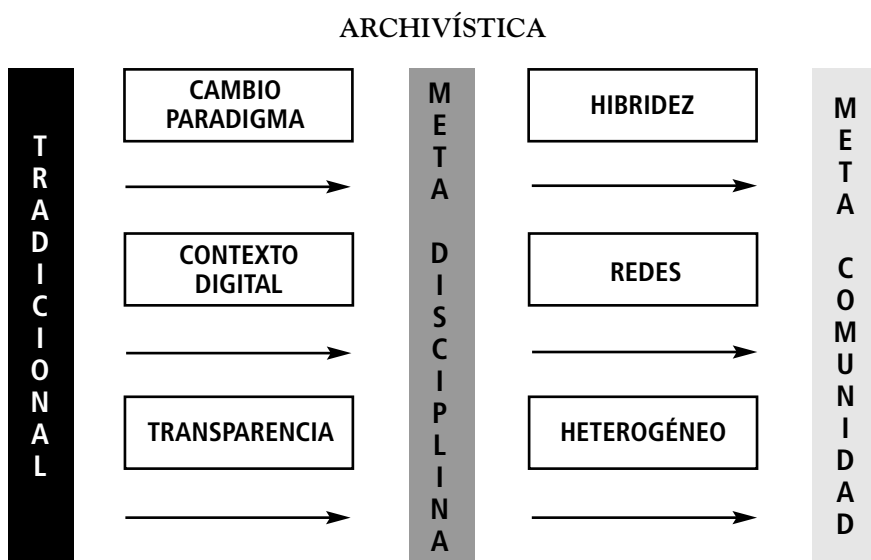 ARCHIVÍSTICA
TRADICIONAL
CAMBIO
PARADIGMA
CONTEXTO
DIGITAL
TRANSPARENCIA
META DISCIPLINA
HIBRIDEZ
REDES
HETEROGÉNEO
META COMUNIDAD